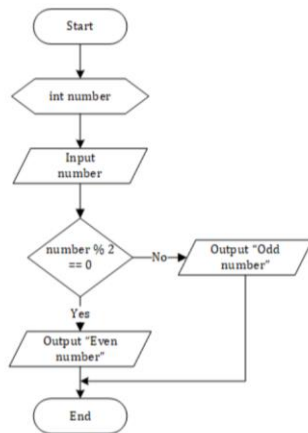 Start
int number
Input
number
number % 2
== 0
No
Output "Odd
number"
Yes
Output "Even
number"
End